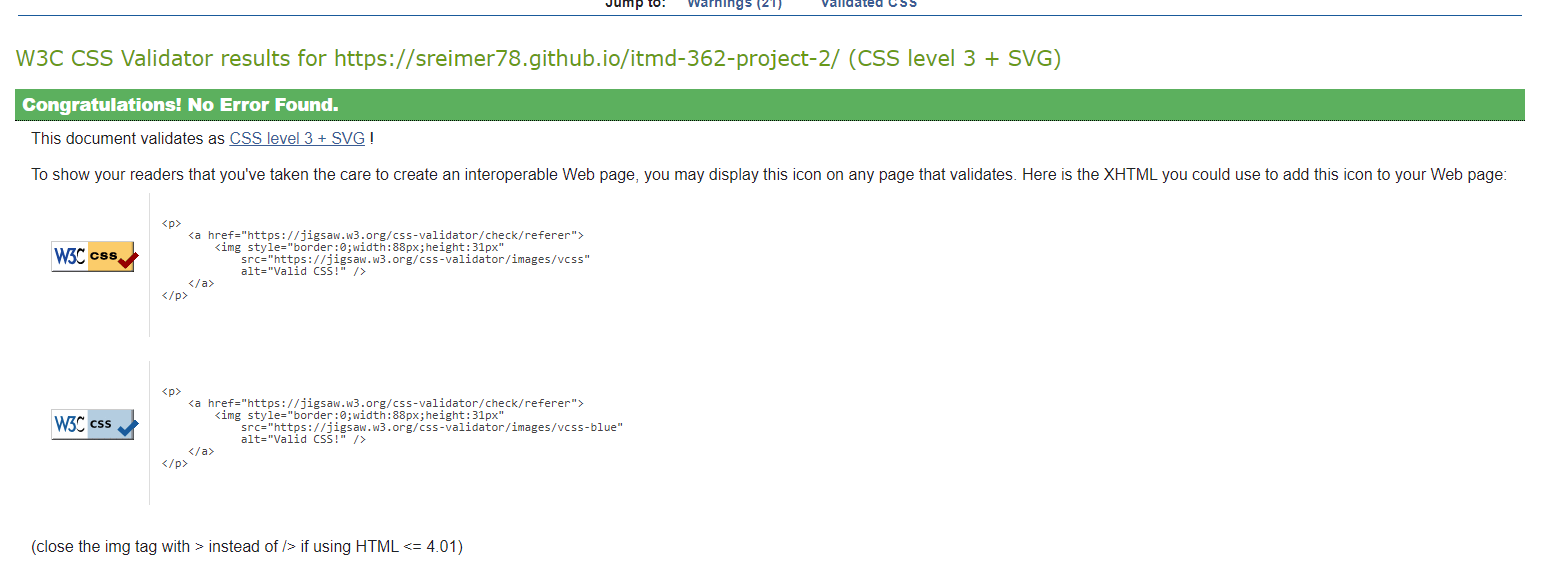 Jump to: Warnings (21) Validated CSS
W3C CSS Validator results for https://sreimer78.github.io/itmd-362-project-2/ (CSS level 3 + SVG)
Congratulations! No Error Found.
This document validates as CSS level 3 + SVG !
To show your readers that you've taken the care to create an interoperable Web page, you may display this icon on any page that validates. Here is the XHTML you could use to add this icon to your Web page:
W3C css
<p>
<a href="https://jigsaw.w3.org/css-validator/check/referer">
<img style="border:0;width:88px;height:31px"
src="https://jigsaw.w3.org/css-validator/images/vcss"
alt="Valid CSS!" />
</a>
</p>
W3C css
<p>
<a href="https://jigsaw.w3.org/css-validator/check/referer">
<img style="border:0;width:88px;height:31px"
src="https://jigsaw.w3.org/css-validator/images/vcss-blue"
alt="Valid CSS!" />
</a>
</p>
(close the img tag with > instead of /> if using HTML <= 4.01)